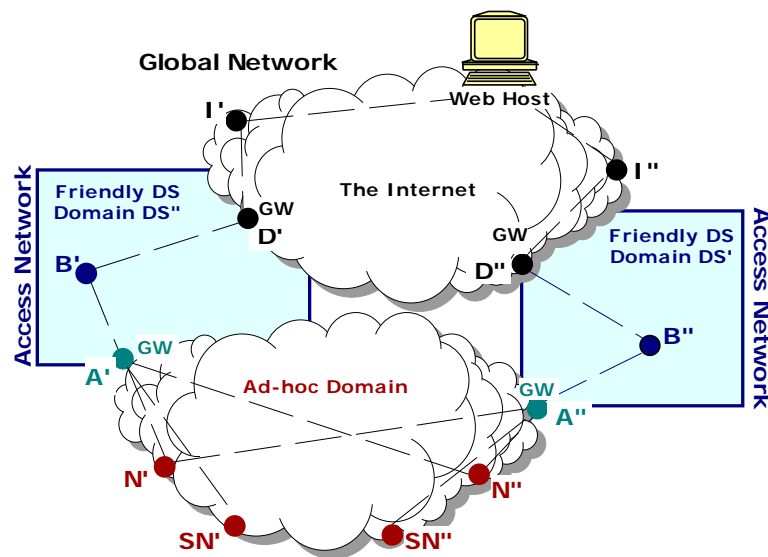 Global Network
Web Host
I'
I"
The Internet
Access Network
Friendly DS
Domain DS"
GW
D'
B'
GW
D"
Friendly DS
Domain DS'
Access Network
B"
GW
A'
Ad-hoc Domain
GW
A"
N'
N"
SN'
SN"